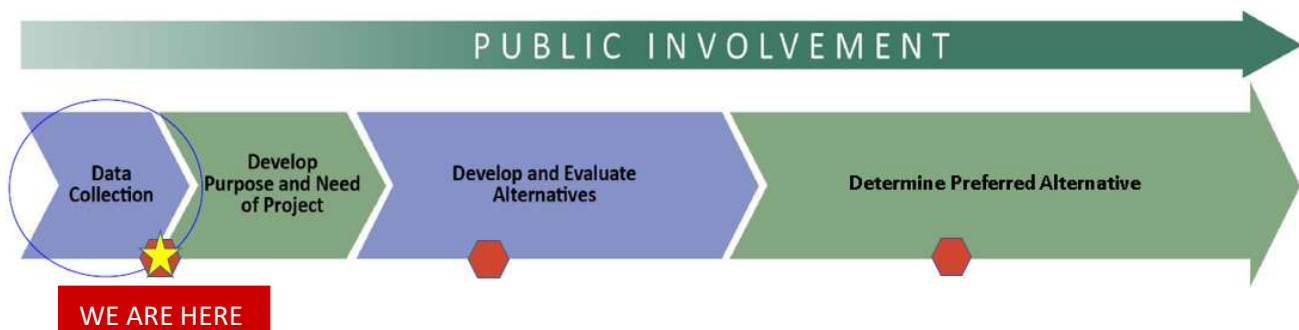 PUBLIC INVOLVEMENT
Data
Collection
Develop
Purpose and Need
of Project
Develop and Evaluate
Alternatives
Determine Preferred Alternative
WE ARE HERE